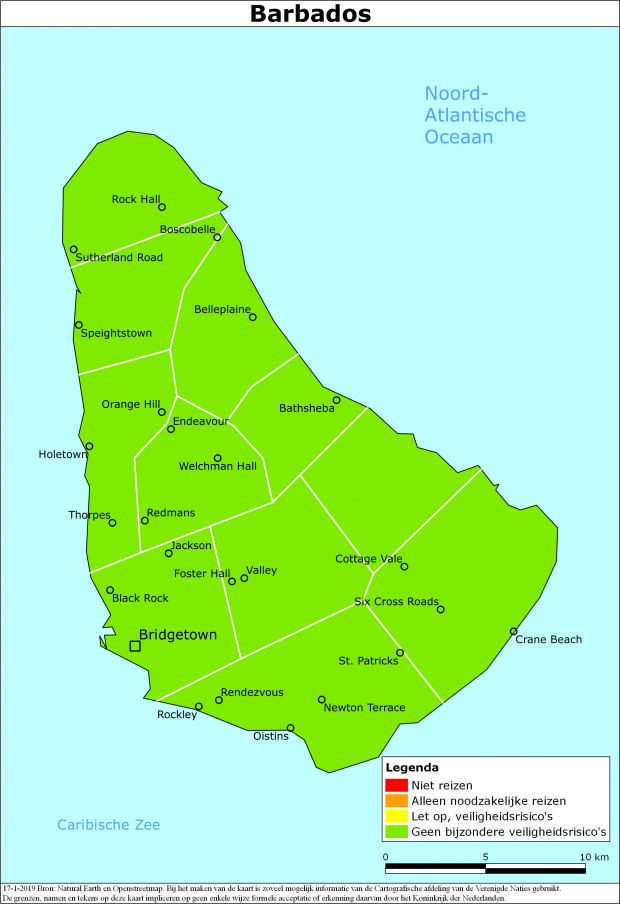 Barbados
Noord-
Atlantische
Oceaan
Rock Hall
Boscobelle
Sutherland Road
Belleplaine
Speightstown
Orange Hill
Bathsheba
Endeavour
Holetown
Welchman Hall
Thorpes
Redmans
Jackson
Cottage Vale
Foster Hall
Valley
Black Rock
Six Cross Roads
Bridgetown
Crane Beach
St. Patricks
Rendezvous
Rockley
Newton Terrace
Oistins
Caribische Zee
Legenda
Niet reizen
Alleen noodzakelijke reizen
Let op, veiligheidsrisico's
Geen bijzondere veiligheidsrisico's
0 5 10 km
17-1-2019 Bron: Natural Earth en Openstreetmap. Bij het maken van de kaart is zoveel mogelijk informatie van de Cartografische afdeling van de Verenigde Naties gebruikt.
De grenzen, namen en tekens op deze kaart impliceren op geen enkele wijze formele acceptatie of erkenning daarvan door het Koninkrijk der Nederlanden.